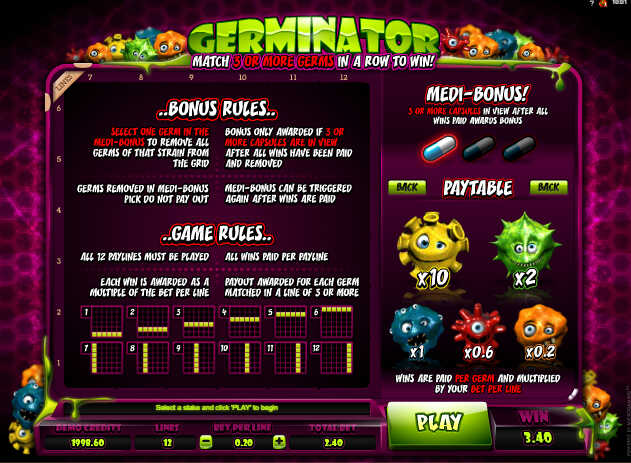 ? 18:01
GERMINATOR
MATCH 3 OR MORE GERMS IN A ROW TO WIN!
LINES
7 8 9 10 11 12
6
5
4
3
2
1
..BONUS RULES..
SELECT ONE GERM IN THE
MEDI-BONUS TO REMOVE ALL
GERMS OF THAT STRAIN FROM
THE GRID
BONUS ONLY AWARDED IF 3 OR
MORE CAPSULES ARE IN VIEW
AFTER ALL WINS HAVE BEEN PAID
AND REMOVED
GERMS REMOVED IN MEDI-BONUS
PICK DO NOT PAY OUT
MEDI-BONUS CAN BE TRIGGERED
AGAIN AFTER WINS ARE PAID
..GAME RULES..
ALL 12 PAYLINES MUST BE PLAYED
ALL WINS PAID PER PAYLINE
EACH WIN IS AWARDED AS A
MULTIPLE OF THE BET PER LINE
PAYOUT AWARDED FOR EACH GERM
MATCHED IN A LINE OF 3 OR MORE
1 2 3 4 5 6
7 8 9 10 11 12
MEDI-BONUS!
3 OR MORE CAPSULES IN VIEW AFTER ALL
WINS PAID AWARDS BONUS
BACK PAYTABLE BACK
x10 x2
x1 x0.6 x0.2
WINS ARE PAID PER GERM AND MULTIPLIED
BY YOUR BET PER LINE
Select a stake and click 'PLAY' to begin
DEMO CREDITS LINES BET PER LINE TOTAL BET
1998.60 12 − 0.20 + 2.40
PLAY
WIN
3.40